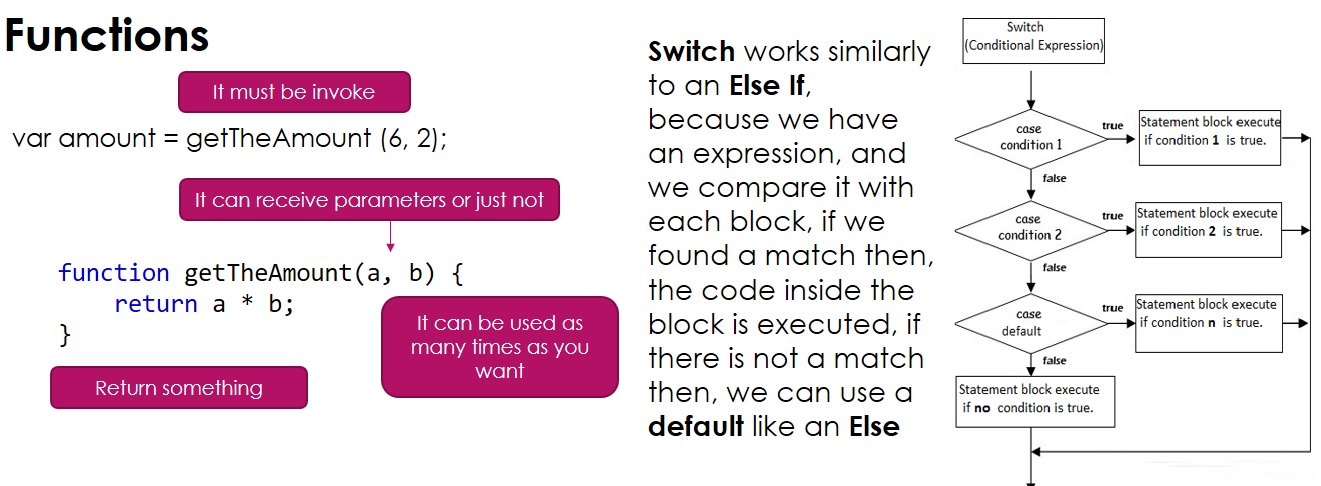 Functions
It must be invoke
var amount = getTheAmount (6, 2);
It can receive parameters or just not
function getTheAmount(a, b) {
return a * b;
}
It can be used as
many times as you
want
Return something
Switch works similarly
to an Else If,
because we have
an expression, and
we compare it with
each block, if we
found a match then,
the code inside the
block is executed, if
there is not a match
then, we can use a
default like an Else
Switch
(Conditional Expression)
case
condition 1
true
Statement block execute
if condition 1 is true.
false
case
condition 2
true
Statement block execute
if condition 2 is true.
false
case
default
true
Statement block execute
if condition n is true.
false
Statement block execute
if no condition is true.